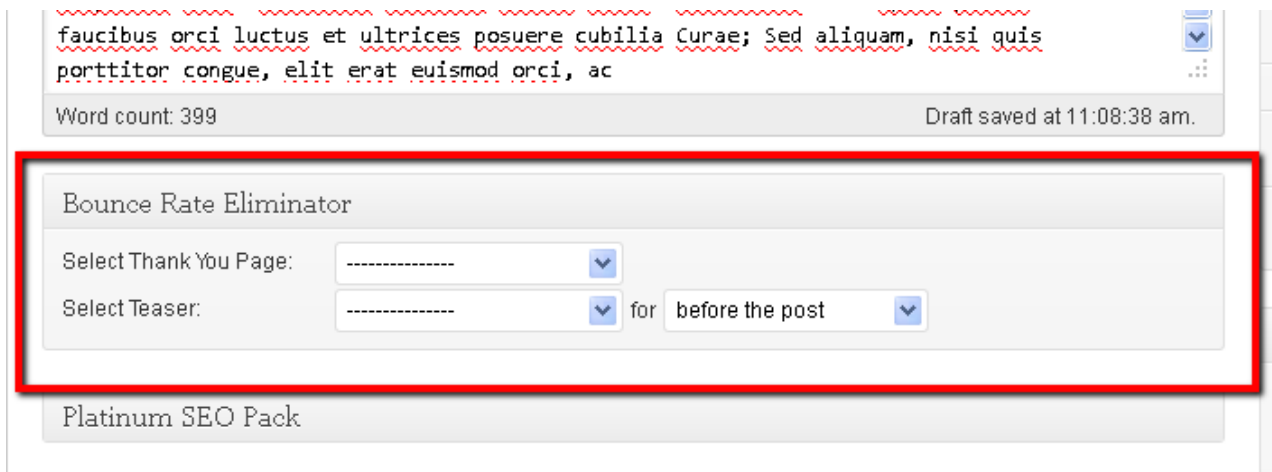 faucibus orci luctus et ultrices posuere cubilia Curae; Sed aliquam, nisi quis
porttitor congue, elit erat euismod orci, ac
Word count: 399 Draft saved at 11:08:38 am.
Bounce Rate Eliminator
Select Thank You Page: ---------------
Select Teaser: --------------- for before the post
Platinum SEO Pack